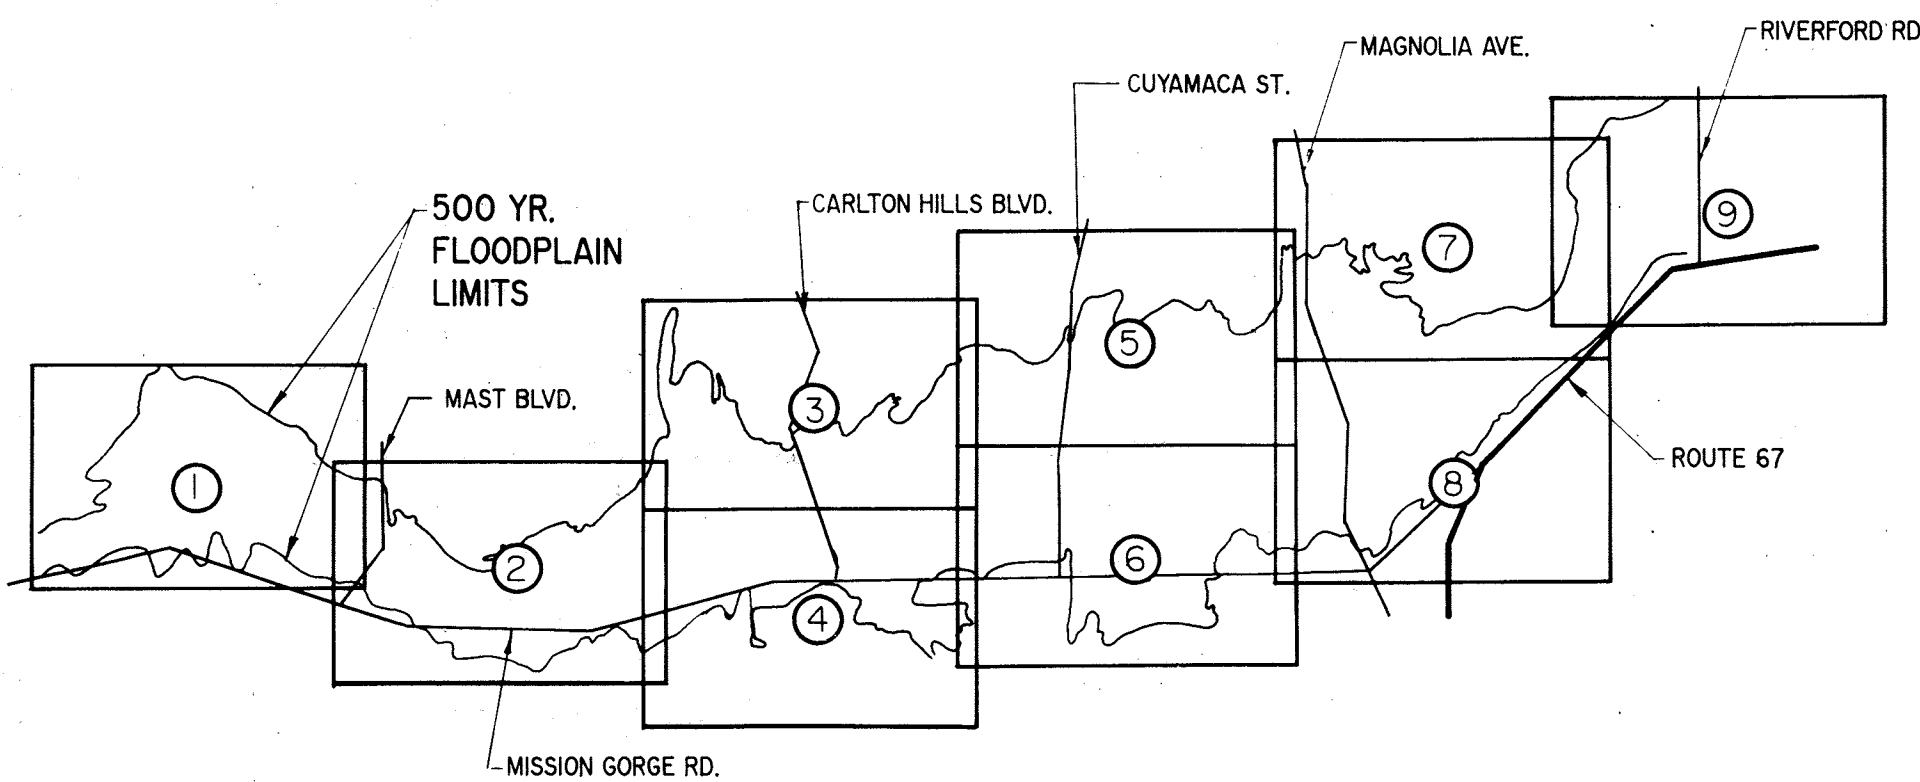 RIVERFORD RD
MAGNOLIA AVE.
CUYAMACA ST.
CARLTON HILLS BLVD.
500 YR.
FLOODPLAIN
LIMITS
9
7
5
MAST BLVD.
3
ROUTE 67
1
8
2
6
4
MISSION GORGE RD.